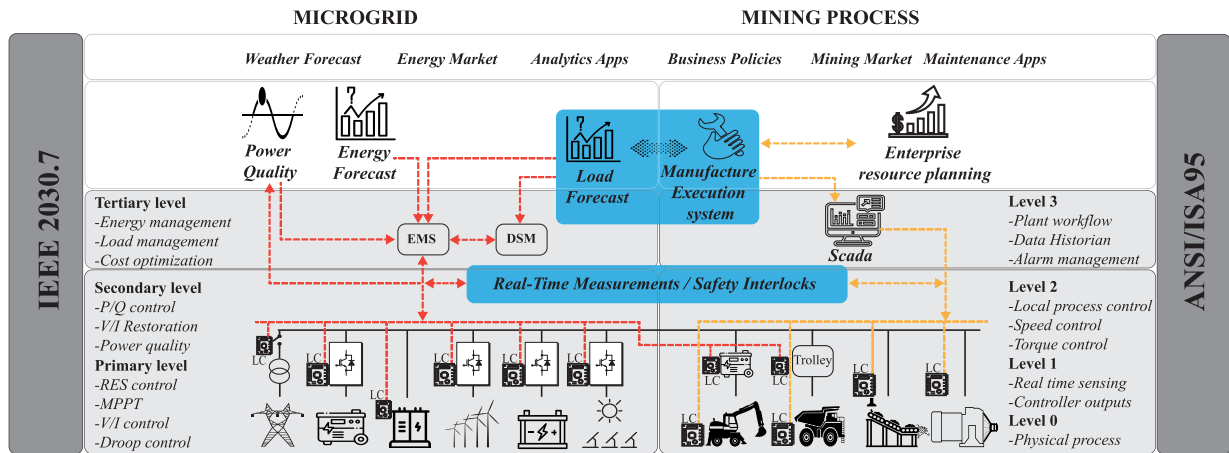 MICROGRID
MINING PROCESS
IEEE 2030.7
ANSI/ISA95
Weather Forecast
Energy Market
Analytics Apps
Business Policies
Mining Market
Maintenance Apps
Power
Quality
Energy
Forecast
Load
Forecast
Manufacture
Execution
system
Enterprise
resource planning
Tertiary level
-Energy management
-Load management
-Cost optimization
EMS
DSM
Scada
Level 3
-Plant workflow
-Data Historian
-Alarm management
Real-Time Measurements / Safety Interlocks
Secondary level
-P/Q control
-V/I Restoration
-Power quality
Primary level
-RES control
-MPPT
-V/I control
-Droop control
LC
LC
LC
LC
LC
LC
LC
LC
Trolley
LC
LC
LC
LC
Level 2
-Local process control
-Speed control
-Torque control
Level 1
-Real time sensing
-Controller outputs
Level 0
-Physical process